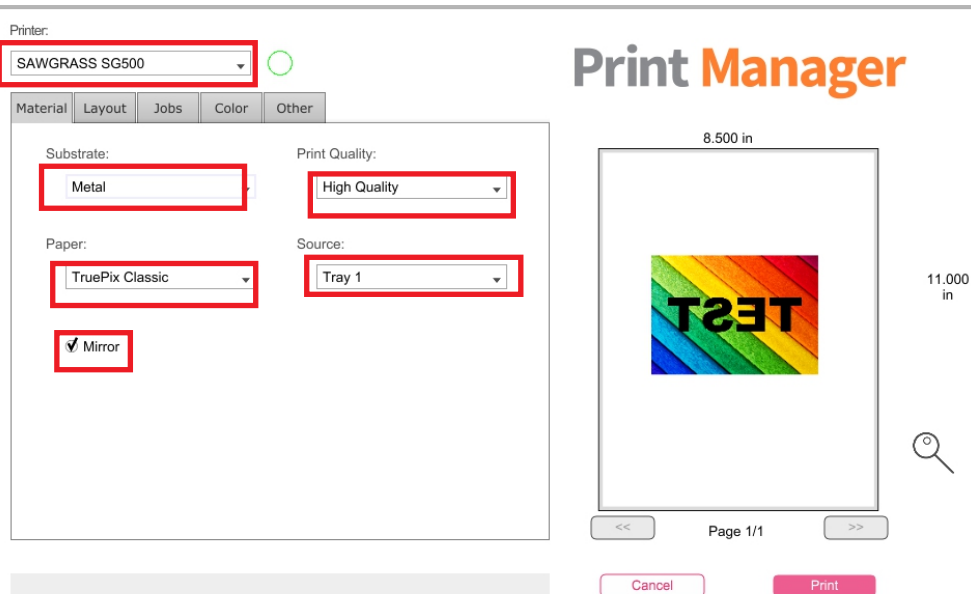 Printer:
SAWGRASS SG500
Print Manager
Material Layout Jobs Color Other
8.500 in
Substrate:
Print Quality:
Metal
High Quality
Paper:
Source:
TruePix Classic
Tray 1
11.000
in
TEST
Mirror
<< Page 1/1 >>
Cancel Print